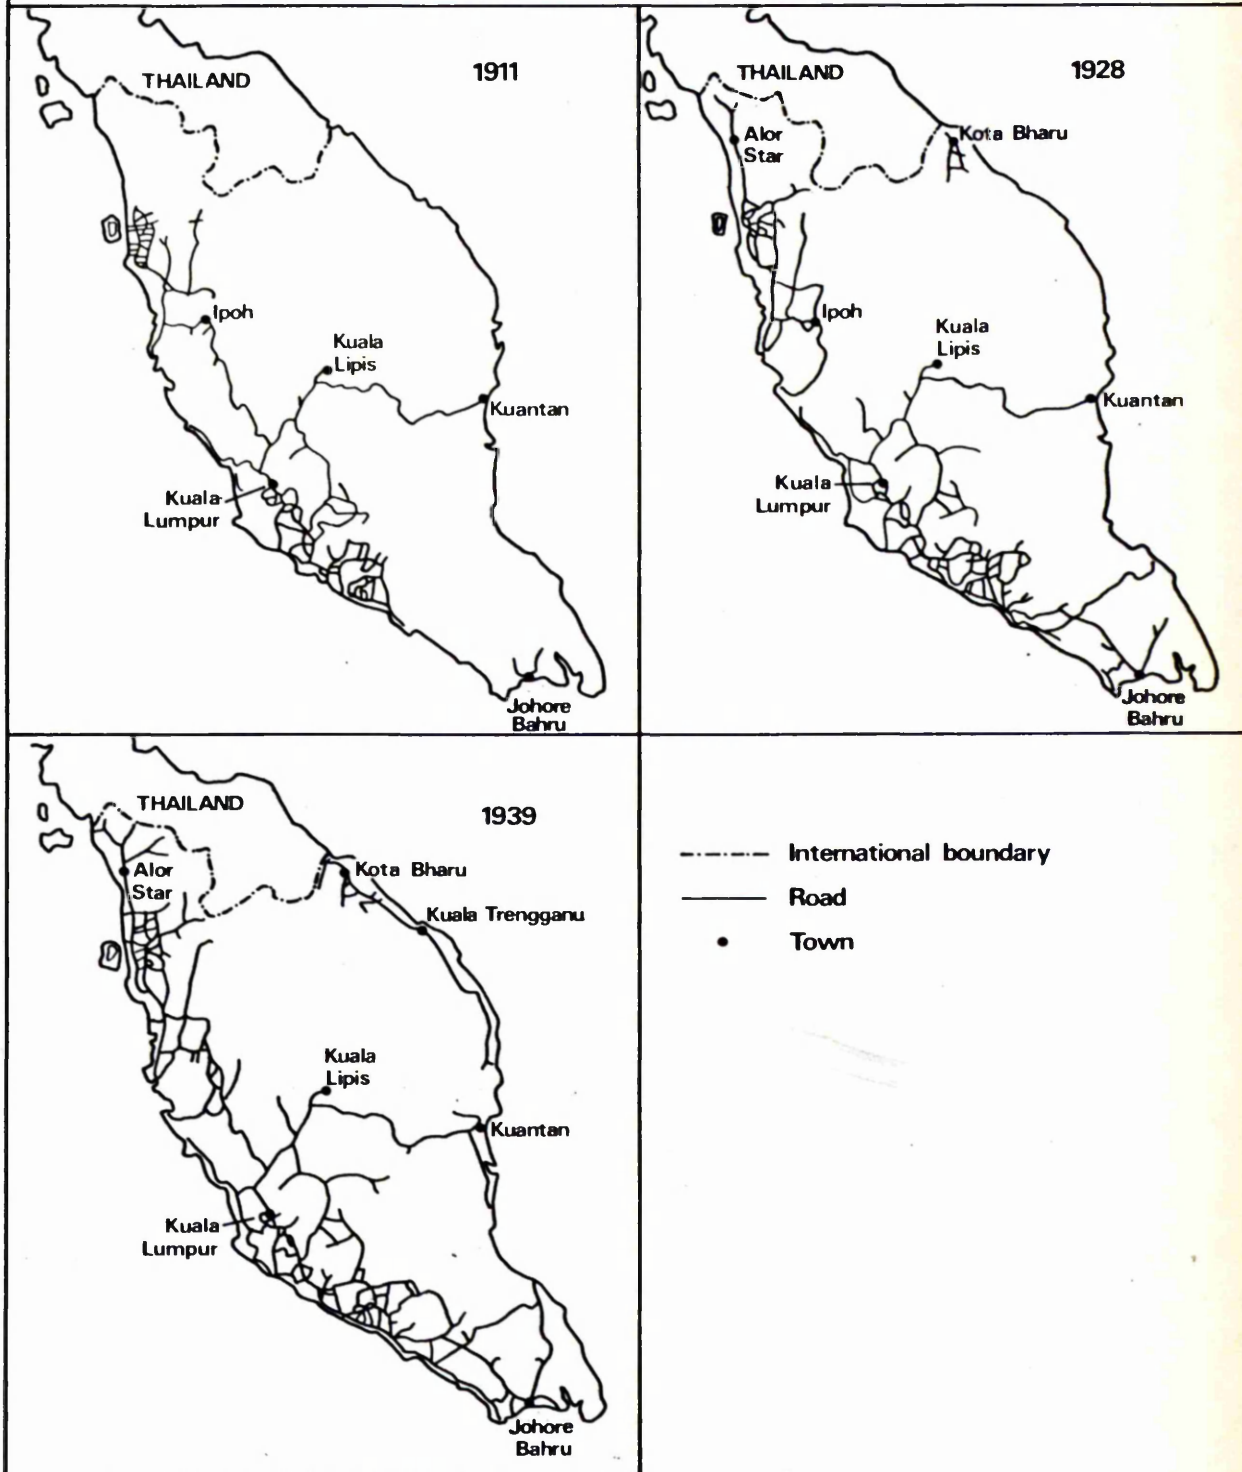 THAILAND
1911
Ipoh
Kuala
Lipis
Kuantan
Kuala
Lumpur
Johore
Bahru
THAILAND
1928
Alor
Star
Kota Bharu
Ipoh
Kuala
Lipis
Kuantan
Kuala
Lumpur
Johore
Bahru
THAILAND
1939
Alor
Star
Kota Bharu
Kuala Trengganu
Kuala
Lipis
Kuantan
Kuala
Lumpur
Johore
Bahru
International boundary
Road
Town